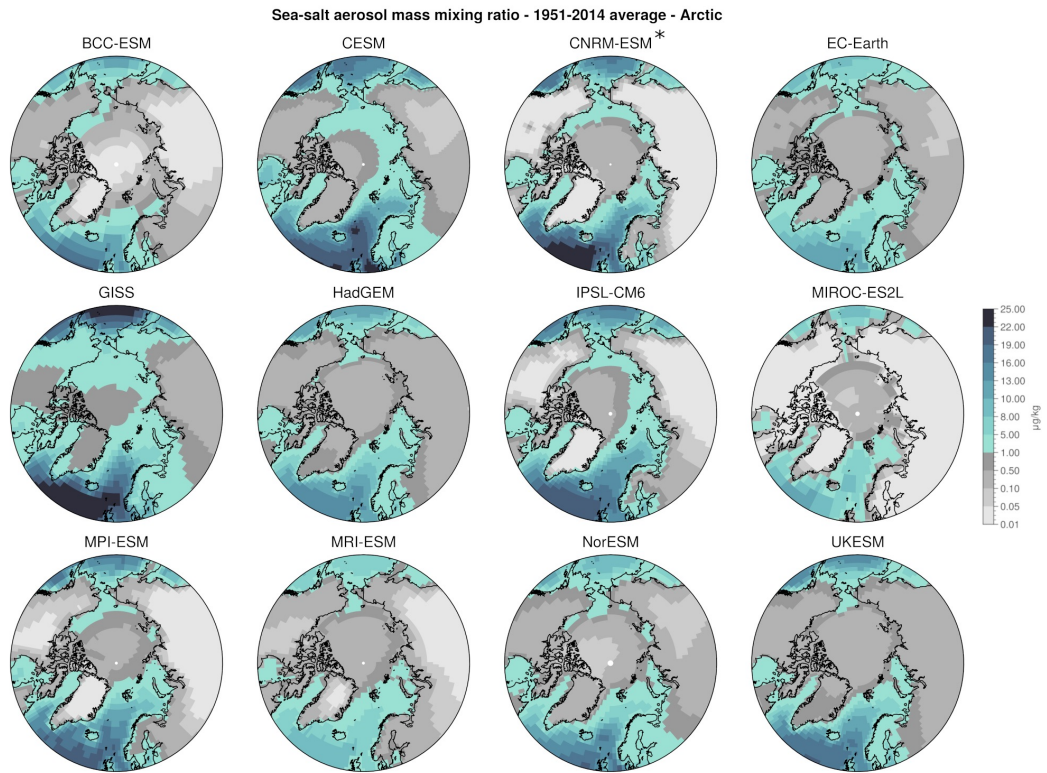 Sea-salt aerosol mass mixing ratio - 1951-2014 average - Arctic
BCC-ESM
CESM
CNRM-ESM*
EC-Earth
GISS
HadGEM
IPSL-CM6
MIROC-ES2L
25.00
22.00
19.00
16.00
13.00
10.00
8.00
5.00
1.00
0.50
0.10
0.05
0.01
µg/kg
MPI-ESM
MRI-ESM
NorESM
UKESM